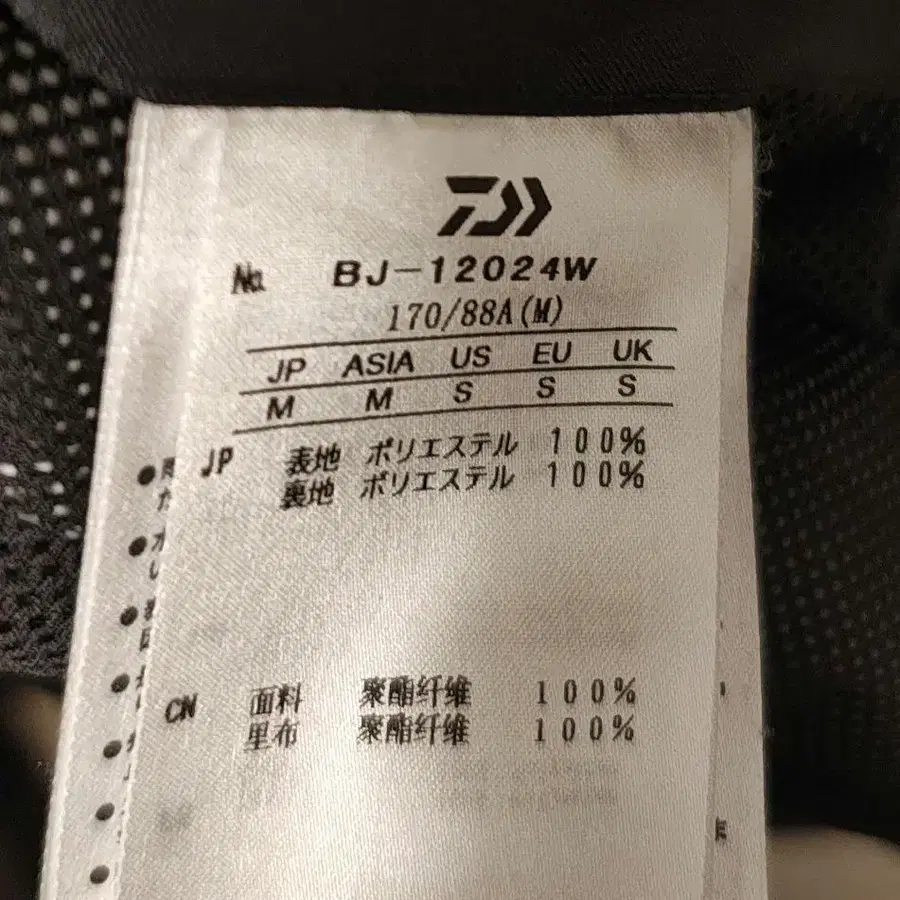 No. BJ-12024W
170/88A(M)
JP ASIA US EU UK
M M S S S
JP 表地 ポリエステル 100%
裏地 ポリエステル 100%
CN 面料 聚酯纤维 100%
里布 聚酯纤维 100%